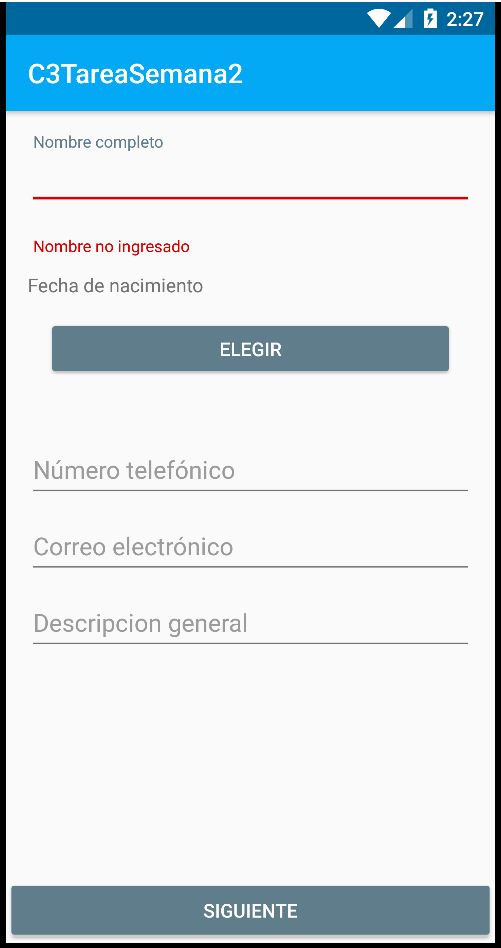 2:27
C3TareaSemana2
Nombre completo
Nombre no ingresado
Fecha de nacimiento
ELEGIR
Número telefónico
Correo electrónico
Descripcion general
SIGUIENTE